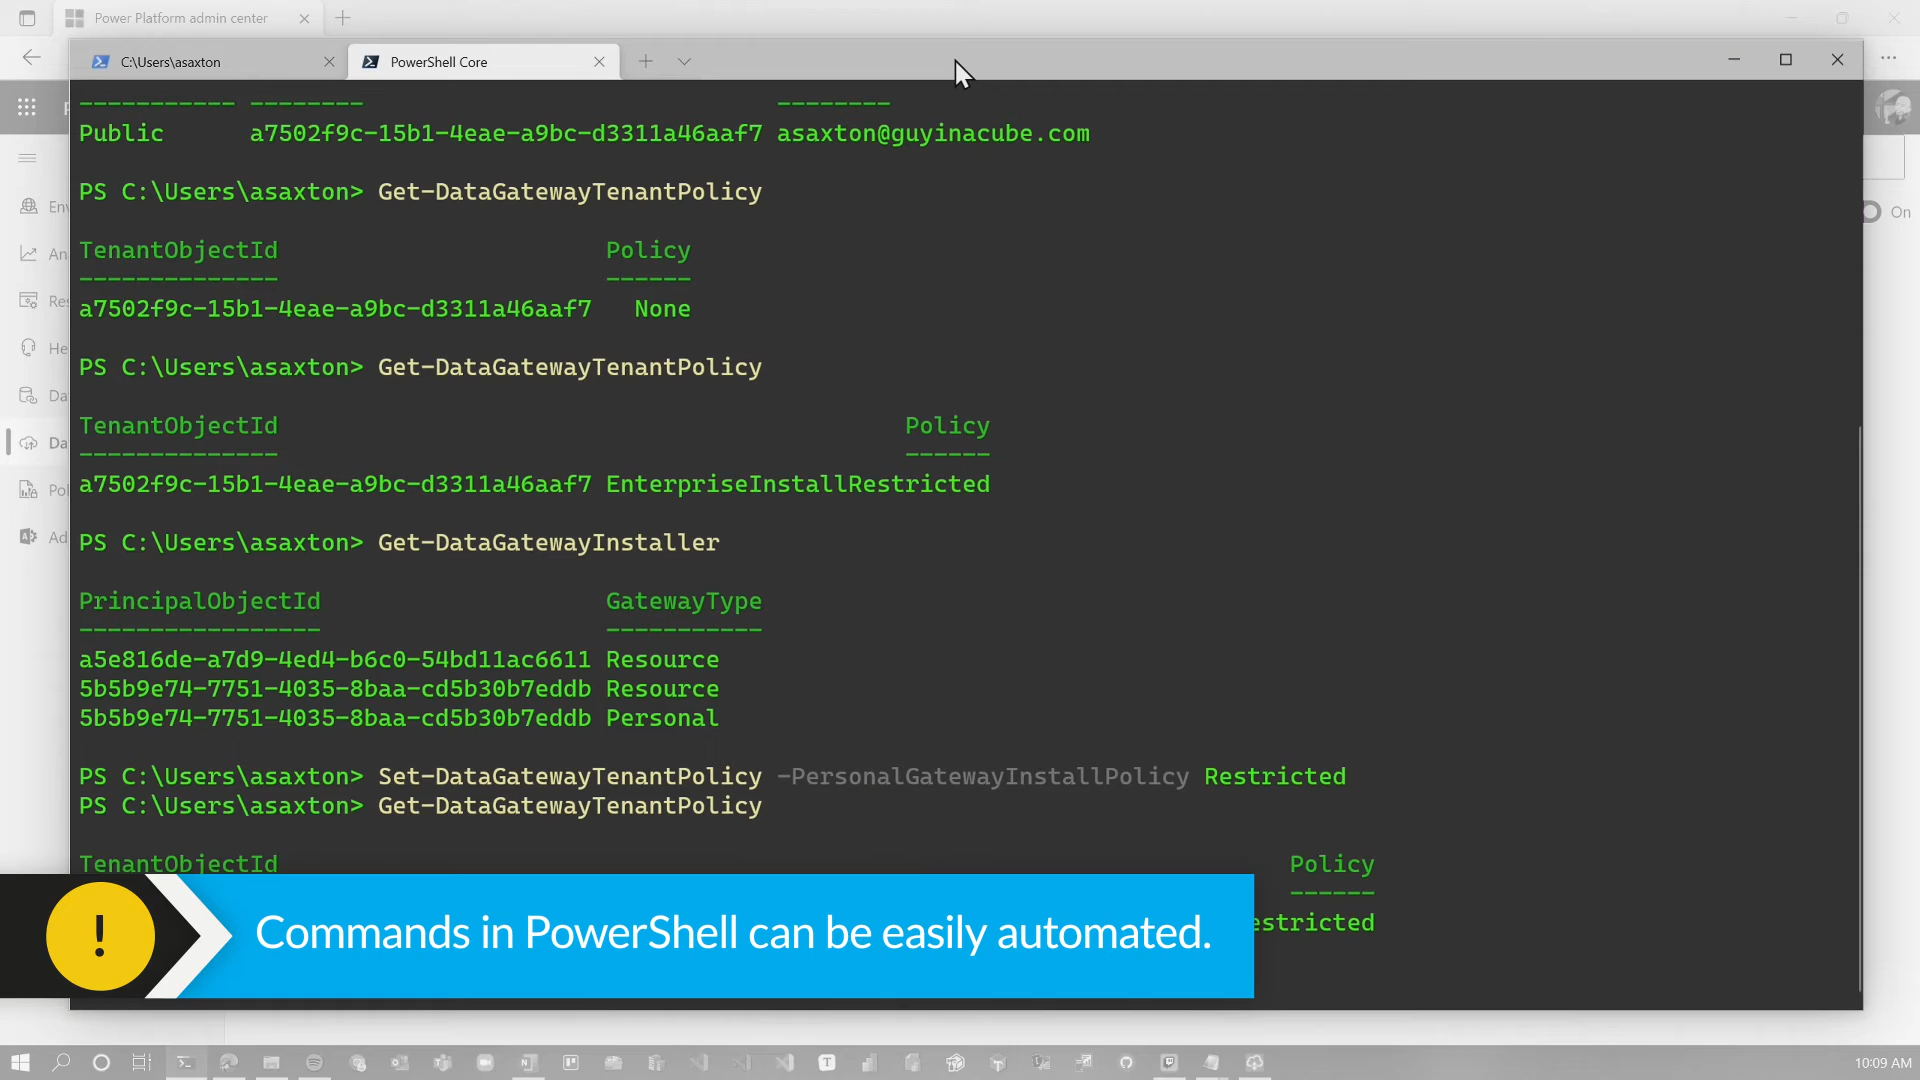 Power Platform admin center
C:\Users\asaxton
PowerShell Core
----------- -------- --------
Public a7502f9c-15b1-4eae-a9bc-d3311a46aaf7 asaxton@guyinacube.com
PS C:\Users\asaxton> Get-DataGatewayTenantPolicy
TenantObjectId Policy
-------------- ------
a7502f9c-15b1-4eae-a9bc-d3311a46aaf7 None
PS C:\Users\asaxton> Get-DataGatewayTenantPolicy
TenantObjectId Policy
-------------- ------
a7502f9c-15b1-4eae-a9bc-d3311a46aaf7 EnterpriseInstallRestricted
PS C:\Users\asaxton> Get-DataGatewayInstaller
PrincipalObjectId GatewayType
----------------- -----------
a5e816de-a7d9-4ed4-b6c0-54bd11ac6611 Resource
5b5b9e74-7751-4035-8baa-cd5b30b7eddb Resource
5b5b9e74-7751-4035-8baa-cd5b30b7eddb Personal
PS C:\Users\asaxton> Set-DataGatewayTenantPolicy -PersonalGatewayInstallPolicy Restricted
PS C:\Users\asaxton> Get-DataGatewayTenantPolicy
TenantObjectId Policy
------
estricted
! Commands in PowerShell can be easily automated.
On
10:09 AM